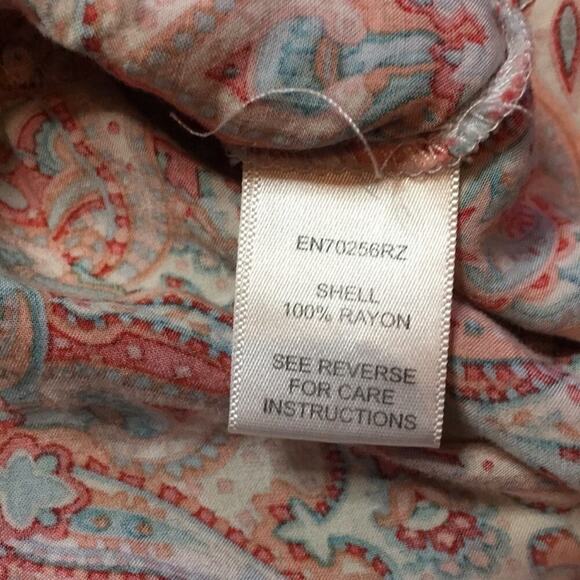 EN70256RZ
SHELL
100% RAYON
SEE REVERSE
FOR CARE
INSTRUCTIONS